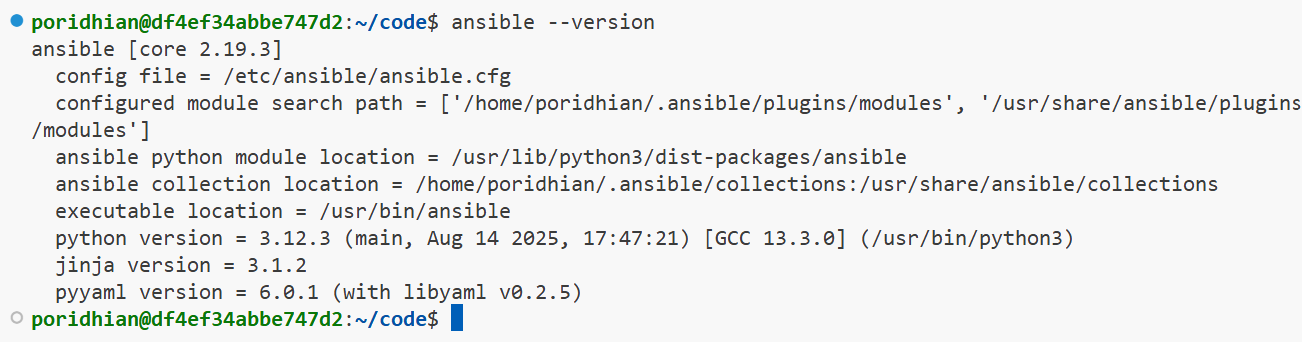 poridhian@df4ef34abbe747d2:~/code$ ansible --version
ansible [core 2.19.3]
  config file = /etc/ansible/ansible.cfg
  configured module search path = ['/home/poridhian/.ansible/plugins/modules', '/usr/share/ansible/plugins
/modules']
  ansible python module location = /usr/lib/python3/dist-packages/ansible
  ansible collection location = /home/poridhian/.ansible/collections:/usr/share/ansible/collections
  executable location = /usr/bin/ansible
  python version = 3.12.3 (main, Aug 14 2025, 17:47:21) [GCC 13.3.0] (/usr/bin/python3)
  jinja version = 3.1.2
  pyyaml version = 6.0.1 (with libyaml v0.2.5)
poridhian@df4ef34abbe747d2:~/code$